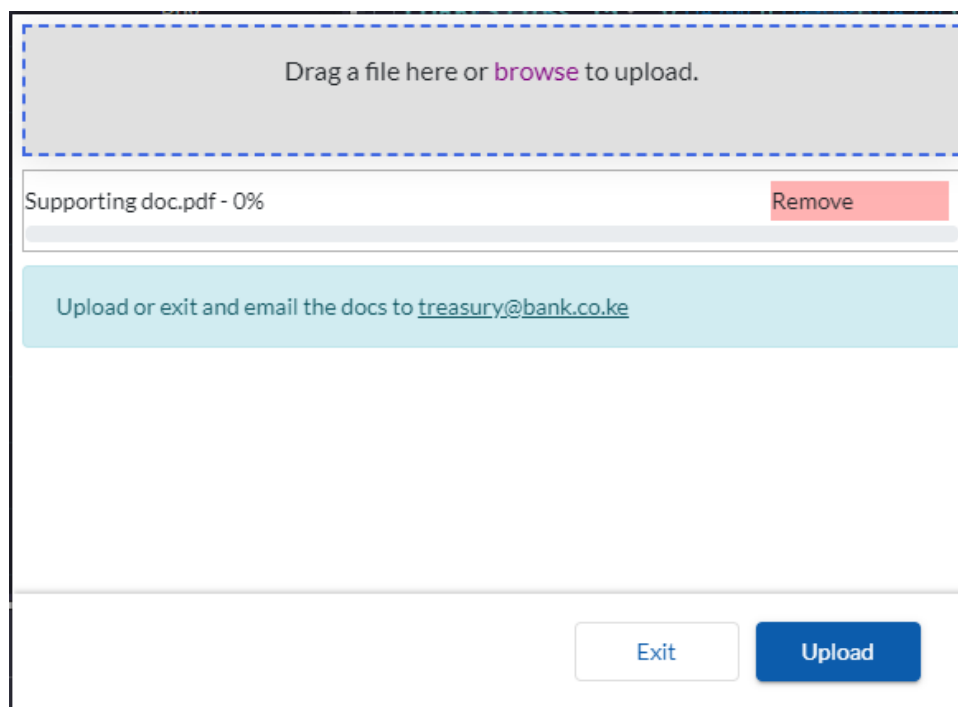 Drag a file here or browse to upload.
Supporting doc.pdf - 0%
Remove
Upload or exit and email the docs to treasury@bank.co.ke
Exit
Upload